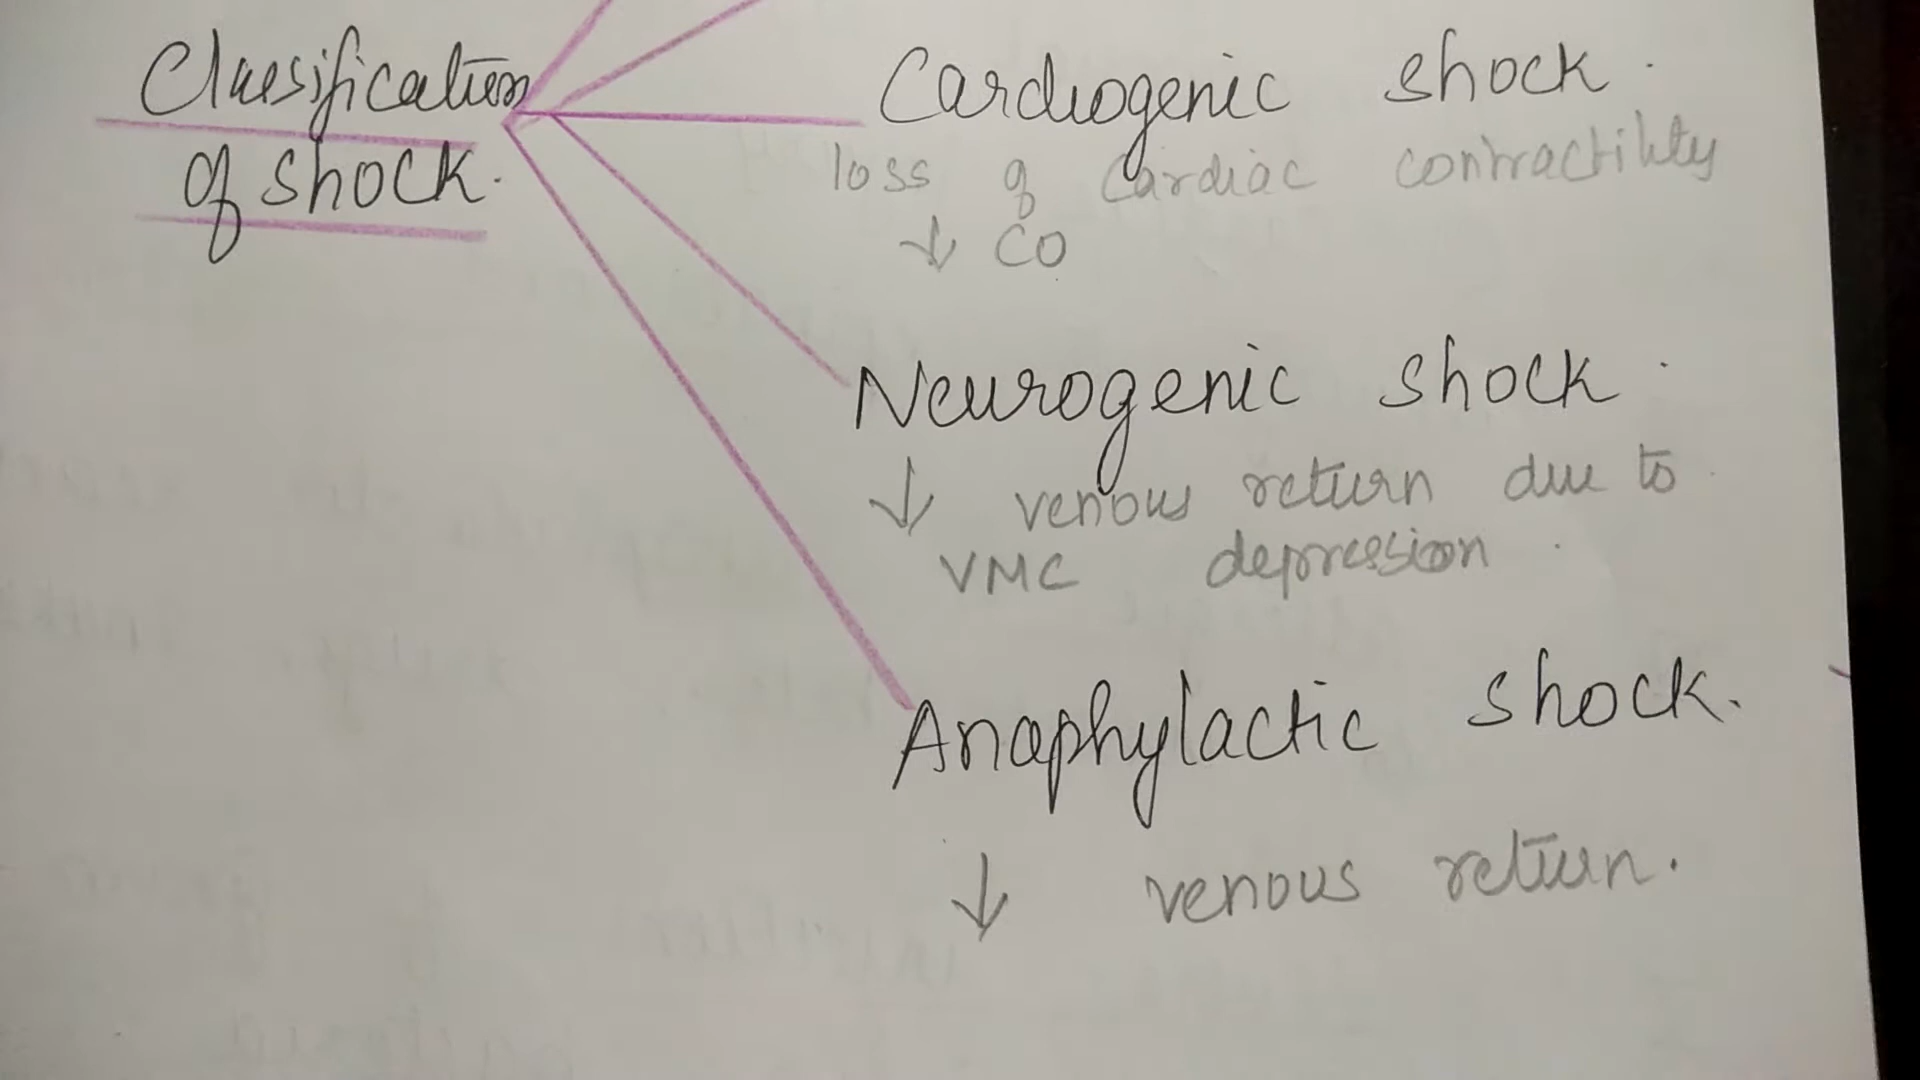 Classification
of shock.
Cardiogenic shock.
loss of cardiac contractility
↓ CO
Neurogenic shock.
↓ venous return due to
VMC depression.
Anaphylactic shock.
↓ venous return.